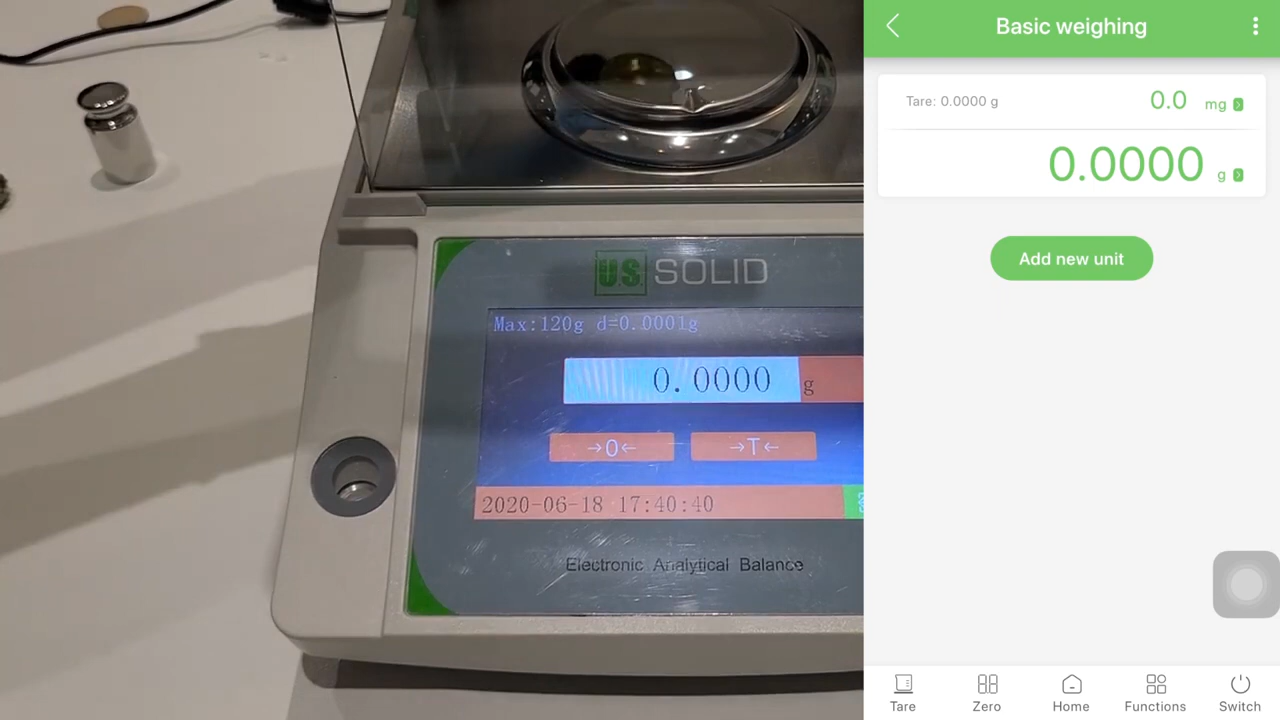 U.S. SOLID
Max:120g d=0.0001g
0.0000 g
→0← →T←
2020-06-18 17:40:40
Electronic Analytical Balance
Basic weighing
Tare: 0.0000 g
0.0 mg
0.0000 g
Add new unit
Tare
Zero
Home
Functions
Switch